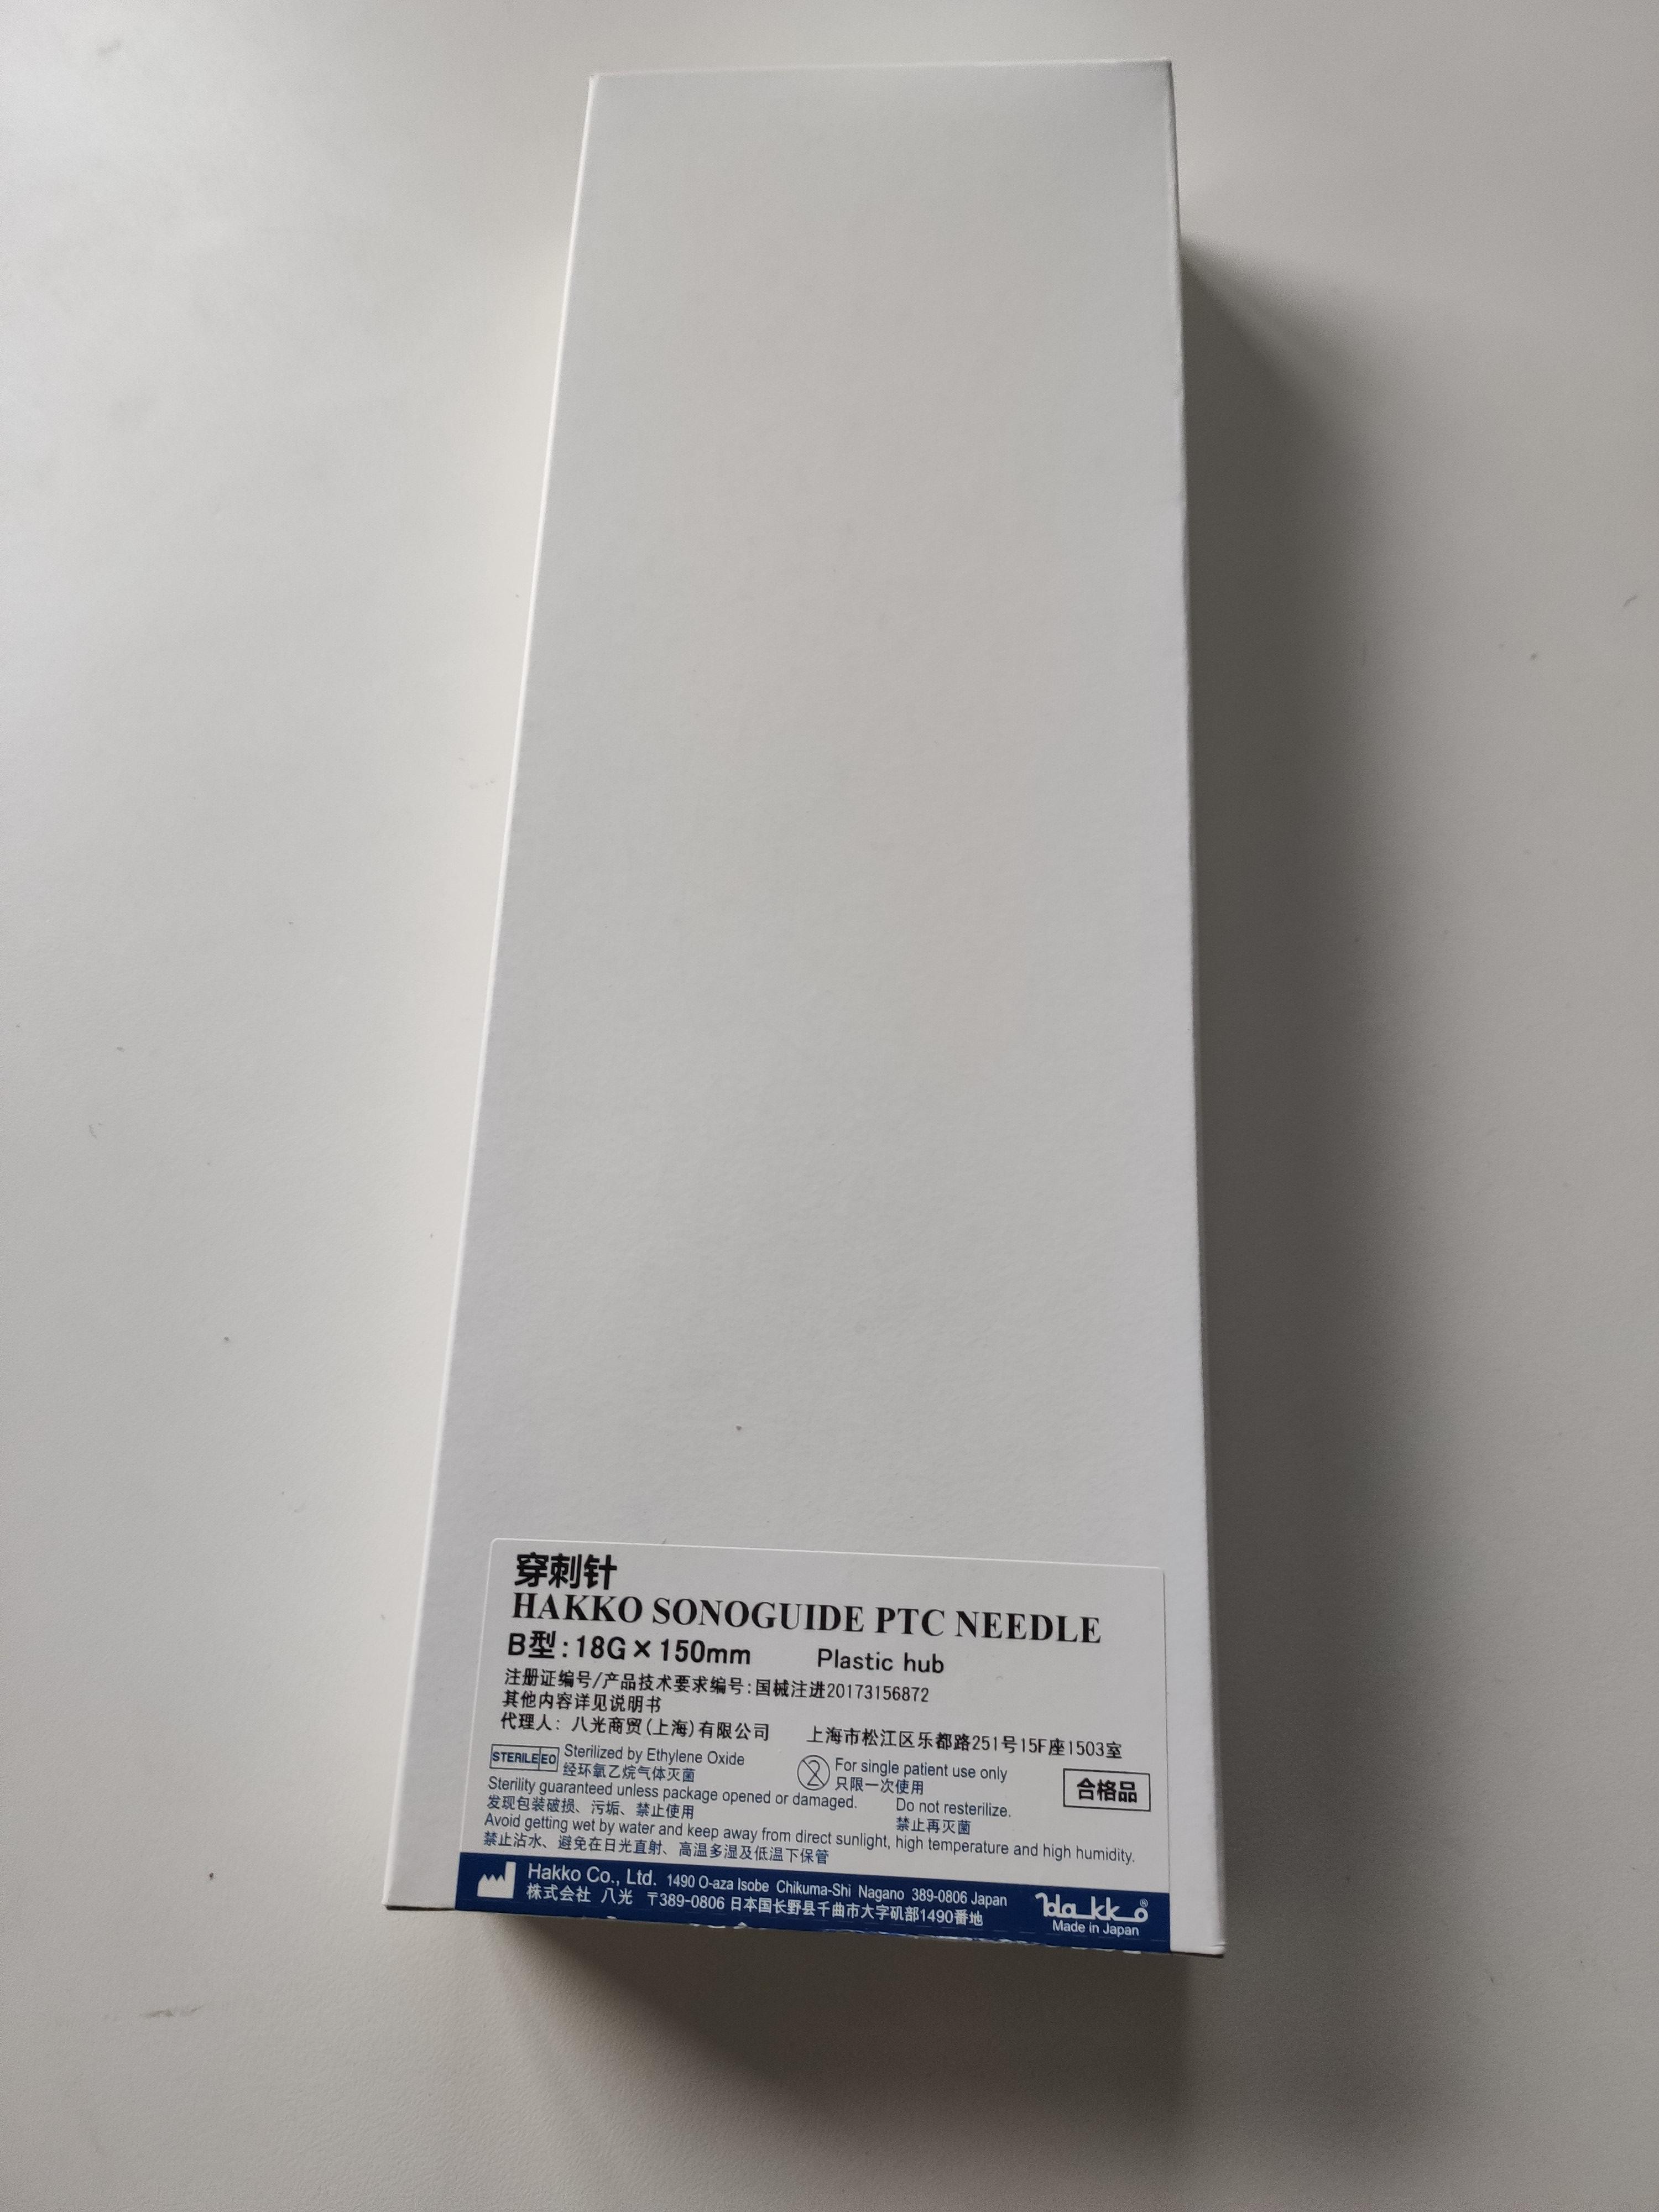 穿刺针
HAKKO SONOGUIDE PTC NEEDLE
B型:18G×150mm Plastic hub
注册证编号/产品技术要求编号:国械注进20173156872
其他内容详见说明书
代理人: 八光商贸(上海)有限公司 上海市松江区乐都路251号15F座1503室
STERILE EO Sterilized by Ethylene Oxide
经环氧乙烷气体灭菌
2 For single patient use only
只限一次使用
合格品
Sterility guaranteed unless package opened or damaged. Do not resterilize.
发现包装破损、污垢、禁止使用 禁止再灭菌
Avoid getting wet by water and keep away from direct sunlight, high temperature and high humidity.
禁止沾水、避免在日光直射、高温多湿及低温下保管
Hakko Co., Ltd. 1490 O-aza Isobe Chikuma-Shi Nagano 389-0806 Japan
株式会社 八光 〒389-0806 日本国长野县千曲市大字矶部1490番地
Hakko®
Made in Japan